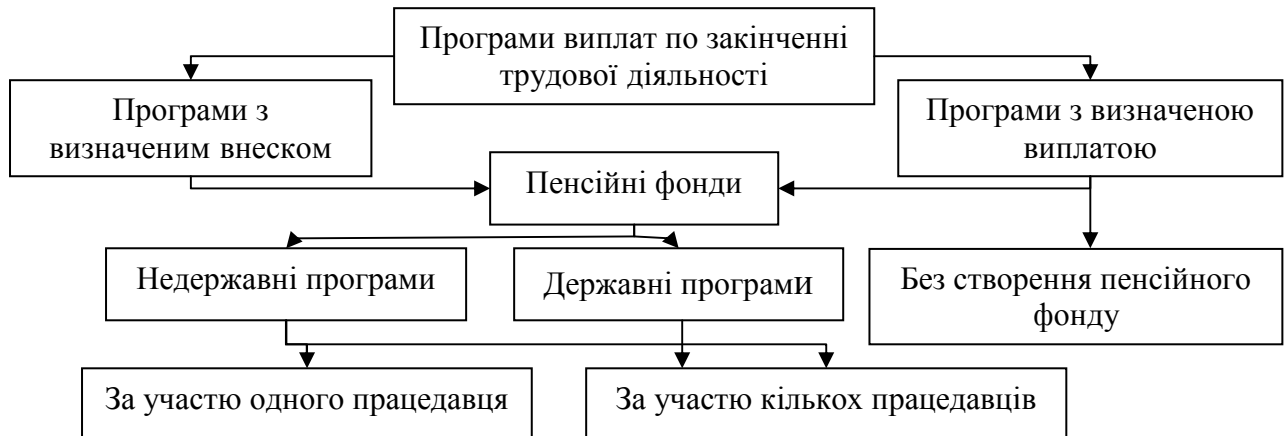 Програми виплат по закінченні
трудової діяльності
Програми з
визначеним внеском
Програми з визначеною
виплатою
Пенсійні фонди
Недержавні програми
Державні програми
Без створення пенсійного
фонду
За участю одного працедавця
За участю кількох працедавців